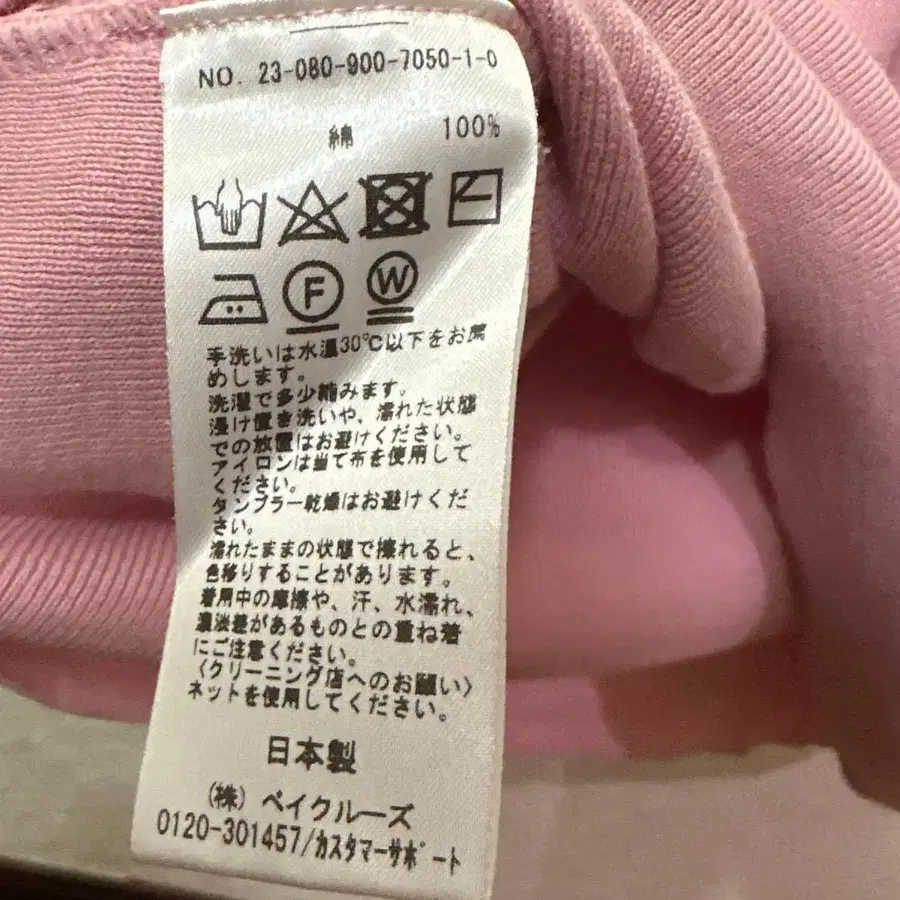 NO. 23-080-900-7050-1-0
綿 100%
F W
手洗いは水温30℃以下をお薦
めします。
洗濯で多少縮みます。
浸け置き洗いや、濡れた状態
での放置はお避けください。
アイロンは当て布を使用して
ください。
タンブラー乾燥はお避けくだ
さい。
濡れたままの状態で擦れると、
色移りすることがあります。
着用中の摩擦や、汗、水濡れ、
濃淡差があるものとの重ね着
にご注意ください。
〈クリーニング店へのお願い〉
ネットを使用してください。
日本製
(株) ベイクルーズ
0120-301457/カスタマーサポート